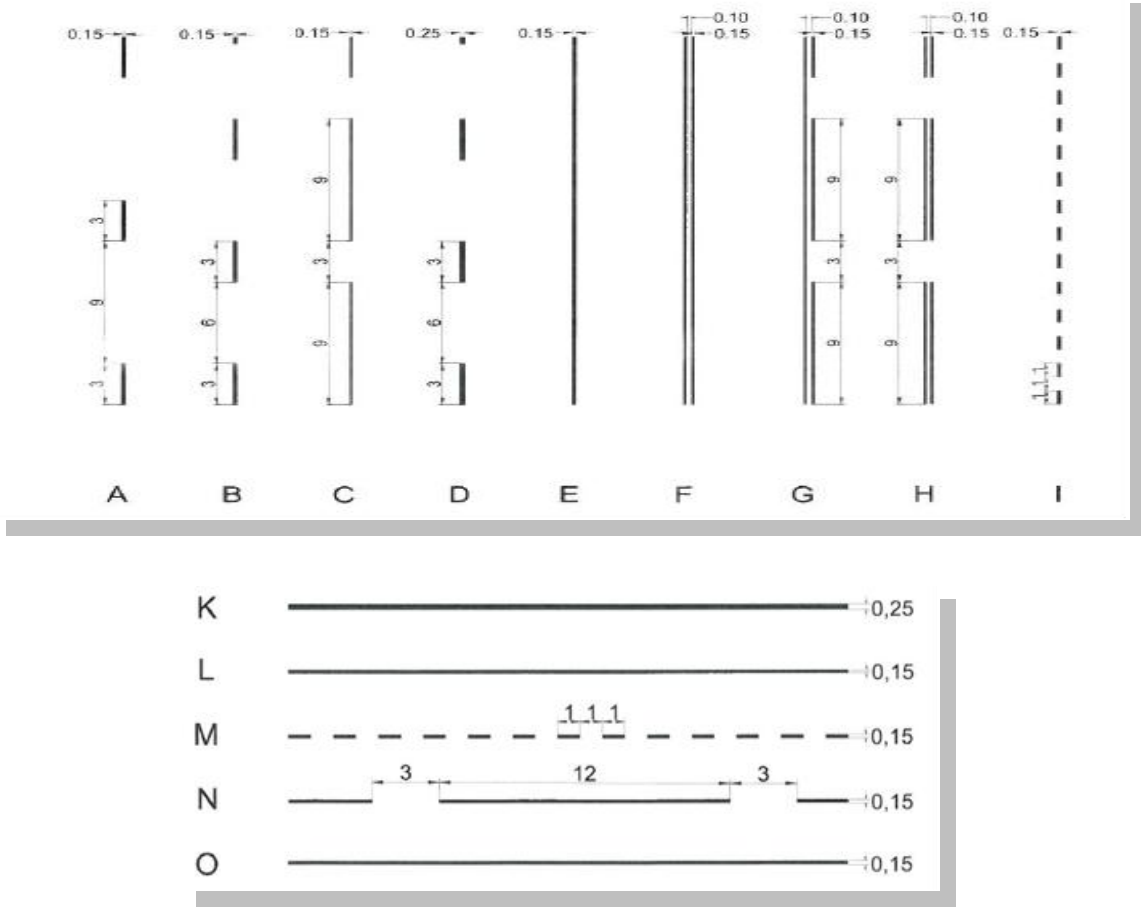 0.10 0.10 0.10
0.15 0.15 0.15 0.25 0.15 0.15 0.15 0.15 0.15
9 9 9
3
3 3 3 3 3
9 6 6
9 9 9
3 3 3 1 1 1
A B C D E F G H I
K 0,25
L 0,15
1 1 1
M 0,15
3 12 3
N 0,15
O 0,15